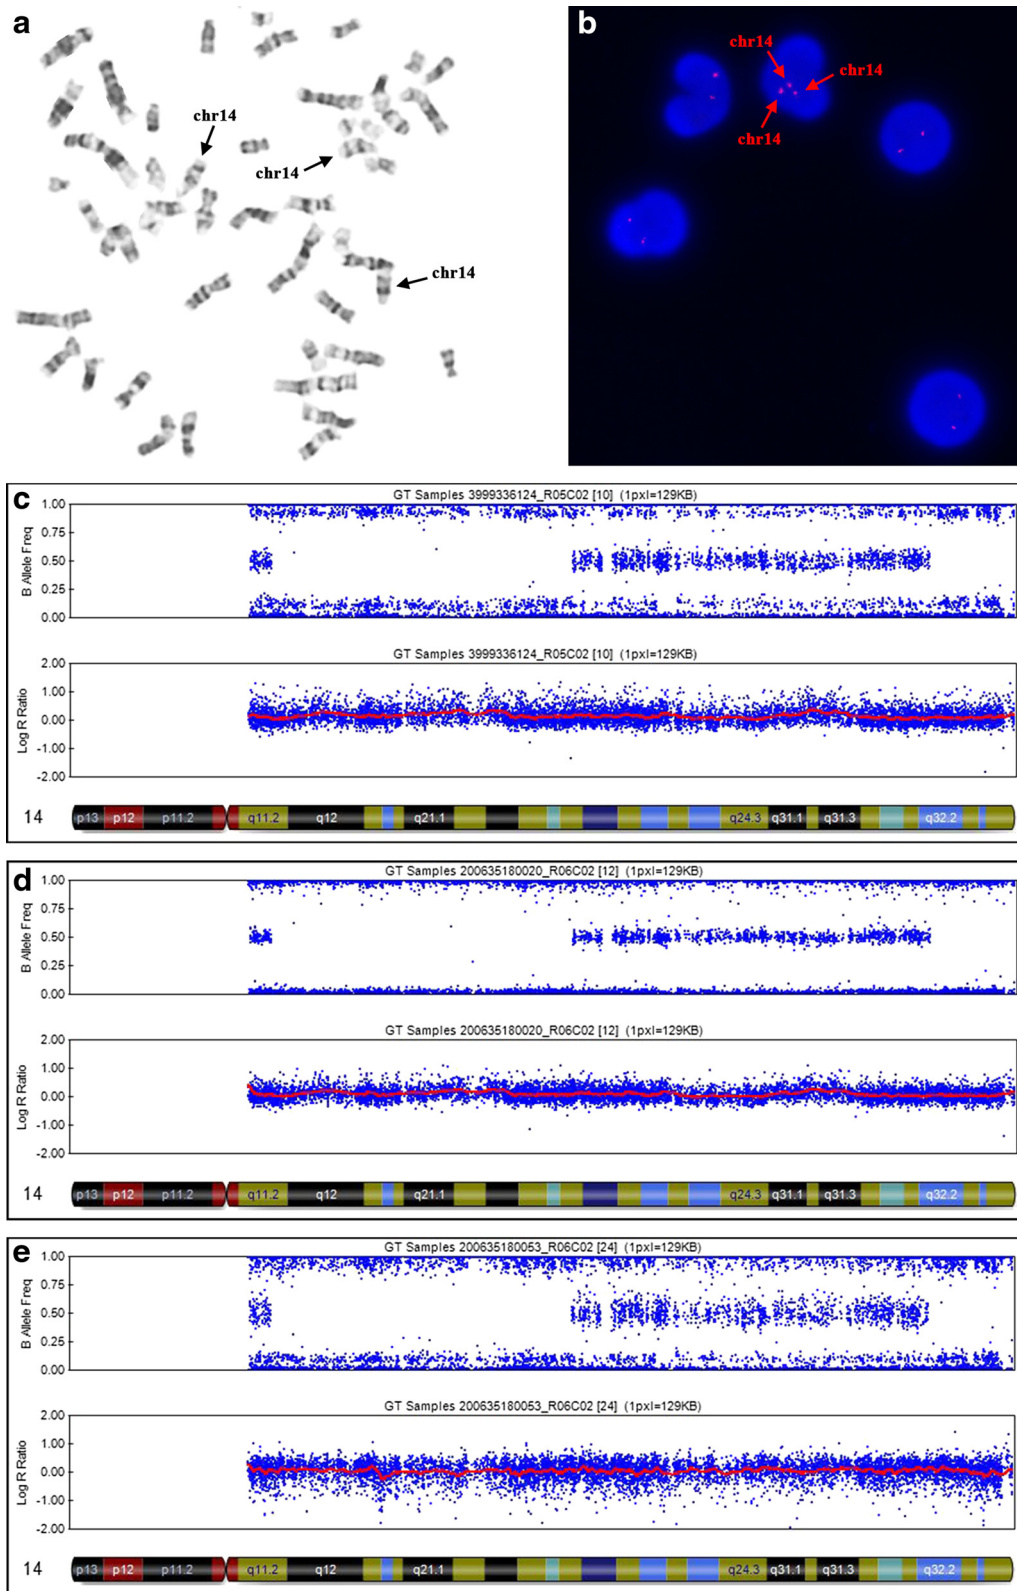 a
chr14
chr14
chr14
b
chr14
chr14
chr14
c
GT Samples 3999336124_R05C02 [10] (1pxl=129KB)
B Allele Freq
1.00
0.75
0.50
0.25
0.00
GT Samples 3999336124_R05C02 [10] (1pxl=129KB)
Log R Ratio
2.00
1.00
0.00
-1.00
-2.00
14 p13 p12 p11.2 q11.2 q12 q21.1 q24.3 q31.1 q31.3 q32.2
d
GT Samples 200635180020_R06C02 [12] (1pxl=129KB)
B Allele Freq
1.00
0.75
0.50
0.25
0.00
GT Samples 200635180020_R06C02 [12] (1pxl=129KB)
Log R Ratio
2.00
1.00
0.00
-1.00
-2.00
14 p13 p12 p11.2 q11.2 q12 q21.1 q24.3 q31.1 q31.3 q32.2
e
GT Samples 200635180053_R06C02 [24] (1pxl=129KB)
B Allele Freq
1.00
0.75
0.50
0.25
0.00
GT Samples 200635180053_R06C02 [24] (1pxl=129KB)
Log R Ratio
2.00
1.00
0.00
-1.00
-2.00
14 p13 p12 p11.2 q11.2 q12 q21.1 q24.3 q31.1 q31.3 q32.2